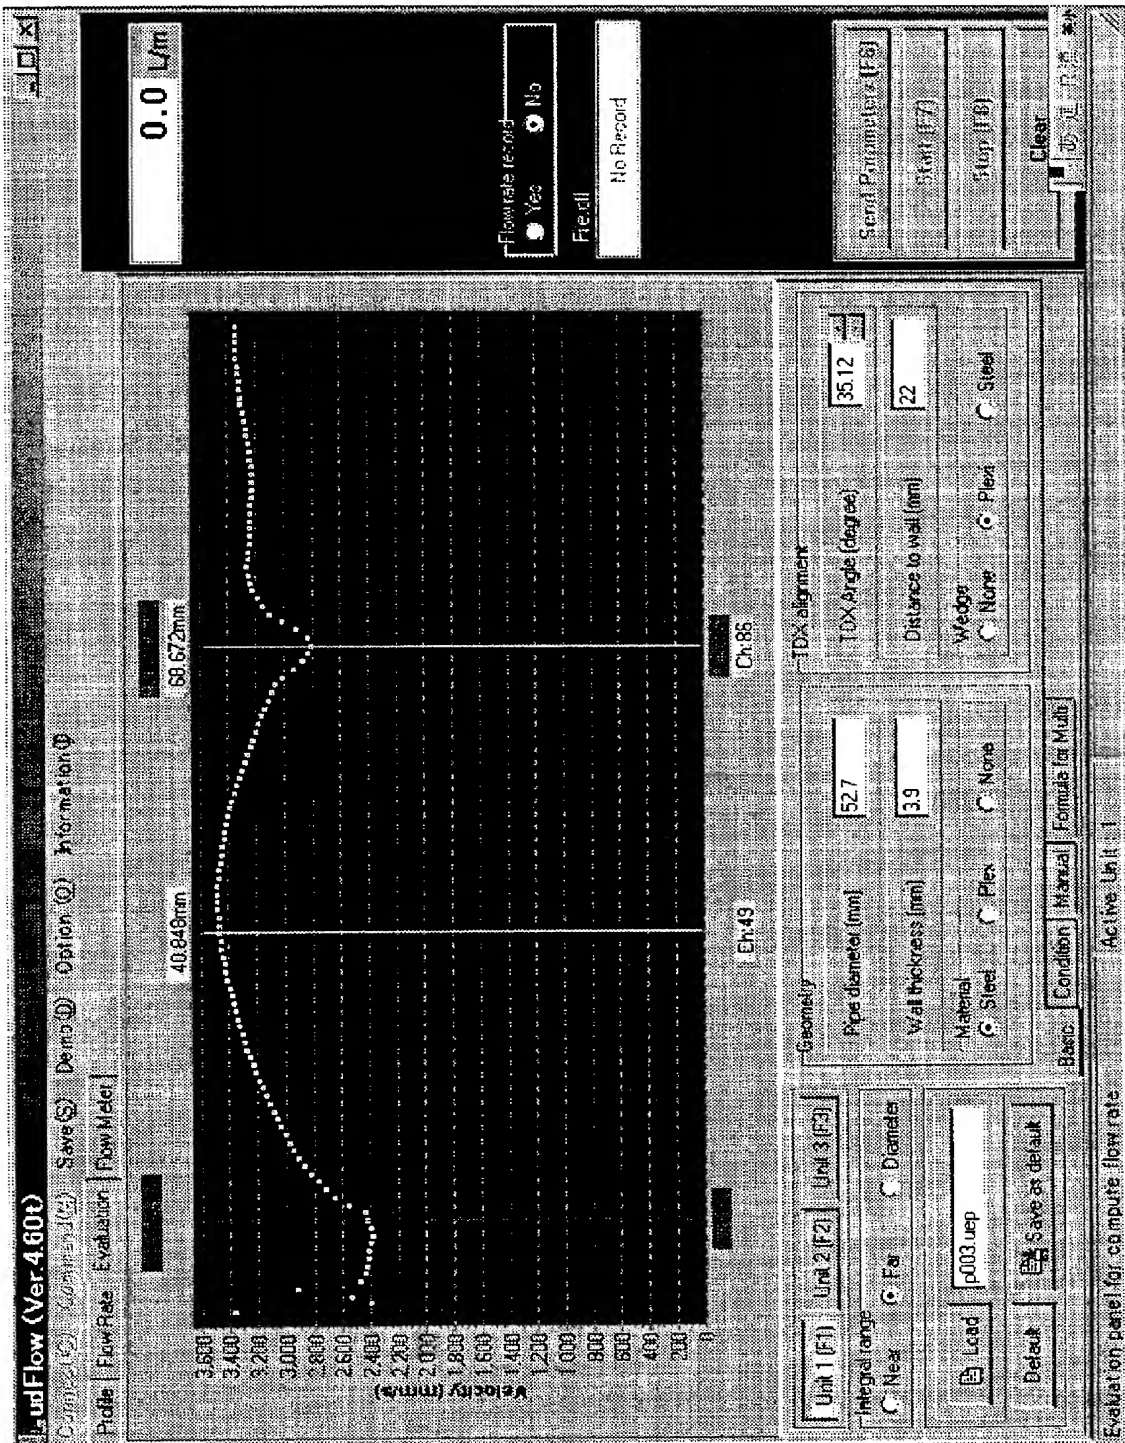 udFlow (Ver.4.60t)
Save(S) Demo(D) Option (O) Information(I)
Profile Flow Rate Evaluation Flow Meter
0.0 L/m
40.848mm 68.672mm
3,600
3,400
3,200
3,000
2,800
2,600
2,400
2,200
2,000
1,800
1,600
1,400
1,200
1,000
800
600
400
200
0
Velocity (mm/s)
Ch:49 Ch:86
Flow rate record
Yes No
No Record
Send Parameters (F6)
Start (F7)
Stop (F8)
Clear
Unit 1 (F1) Unit 2 (F2) Unit 3 (F3)
Integral range
Near Far Diameter
Load p003.uep
Default Save as default
Geometry
Pipe diameter (mm) 52.7
Wall thickness (mm) 3.9
Material
Steel Plex None
TDX alignment
TDX Angle (degree) 35.12
Distance to wall (mm) 22
Wedge
None Plexi Steel
Basic Condition Manual Formula for Multi
Evaluation panel for compute flow rate Active Unit : 1